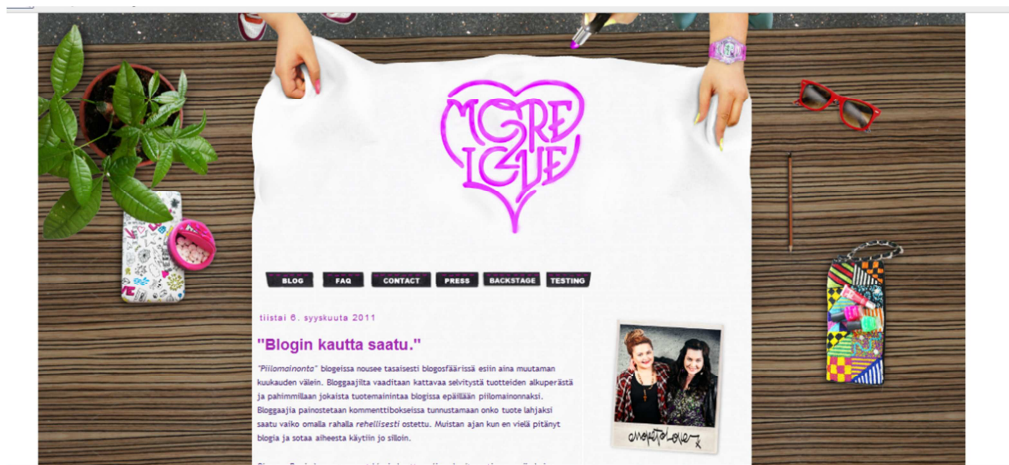 MORE
LOVE
BLOG FAQ CONTACT PRESS BACKSTAGE TESTING
tiistai 6. syyskuuta 2011
"Blogin kautta saatu."
"Piilomainonta" blogeissa nousee tasaisesti blogosfäärissä esiin aina muutaman
kuukauden välein. Bloggaajilta vaaditaan kattavaa selvitystä tuotteiden alkuperästä
ja pahimmillaan jokaista tuotemainintaa blogissa epäillään piilomainonnaksi.
Bloggaajia painostetaan kommenttibokseissa tunnustamaan onko tuote lahjaksi
saatu vaiko omalla rahalla rehellisesti ostettu. Muistan ajan kun en vielä pitänyt
blogia ja sotaa aiheesta käytiin jo silloin.